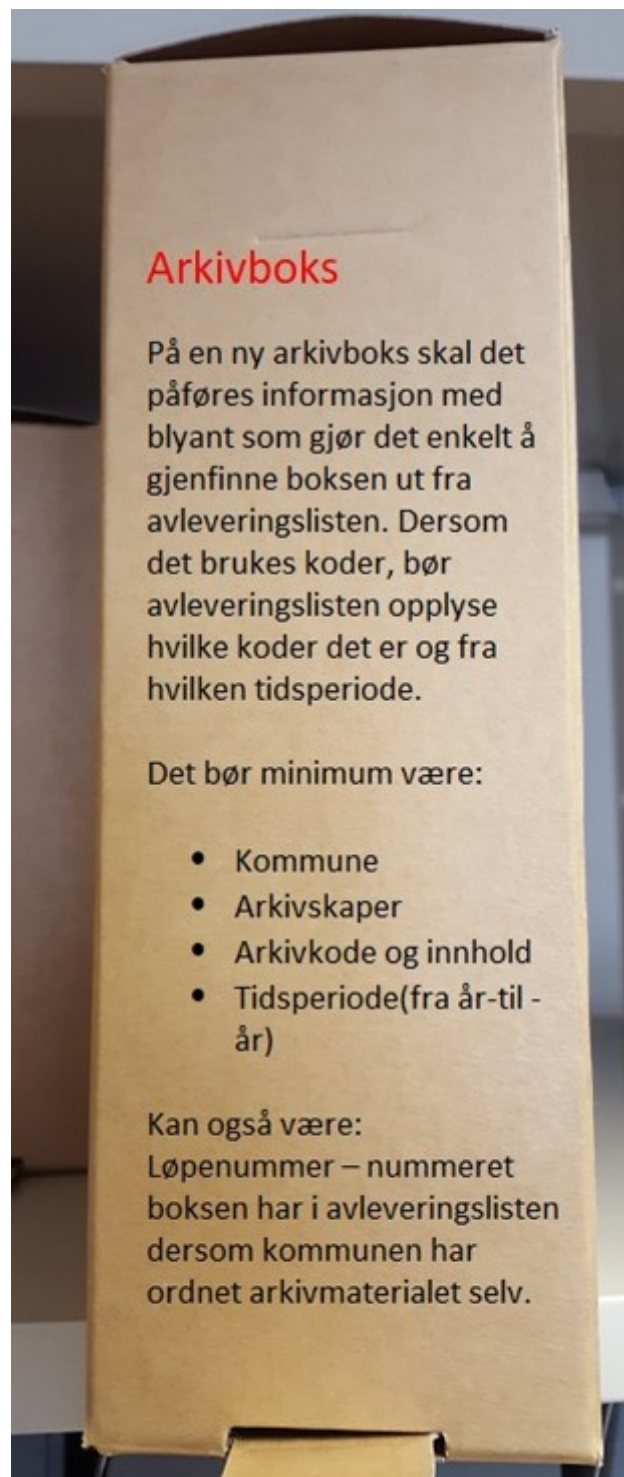 Arkivboks
På en ny arkivboks skal det
påføres informasjon med
blyant som gjør det enkelt å
gjenfinne boksen ut fra
avleveringslisten. Dersom
det brukes koder, bør
avleveringslisten opplyse
hvilke koder det er og fra
hvilken tidsperiode.
Det bør minimum være:
• Kommune
• Arkivskaper
• Arkivkode og innhold
• Tidsperiode(fra år-til -
år)
Kan også være:
Løpenummer – nummeret
boksen har i avleveringslisten
dersom kommunen har
ordnet arkivmaterialet selv.